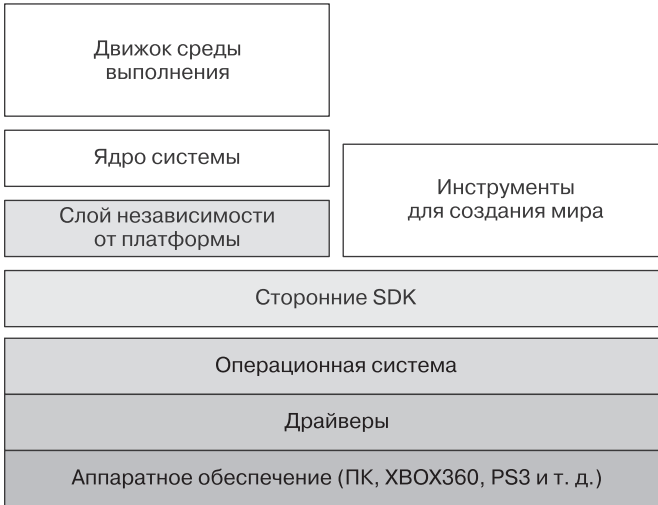 Движок среды
выполнения
Ядро системы
Слой независимости
от платформы
Инструменты
для создания мира
Сторонние SDK
Операционная система
Драйверы
Аппаратное обеспечение (ПК, XBOX360, PS3 и т. д.)